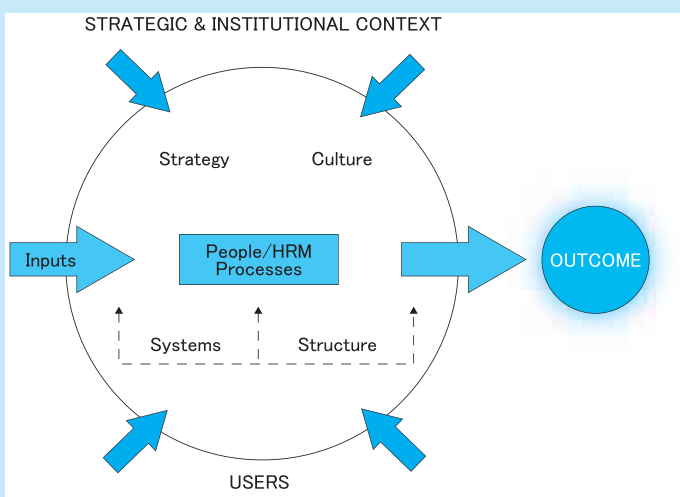 STRATEGIC & INSTITUTIONAL CONTEXT
Strategy
Culture
Inputs
People/HRM
Processes
OUTCOME
Systems
Structure
USERS